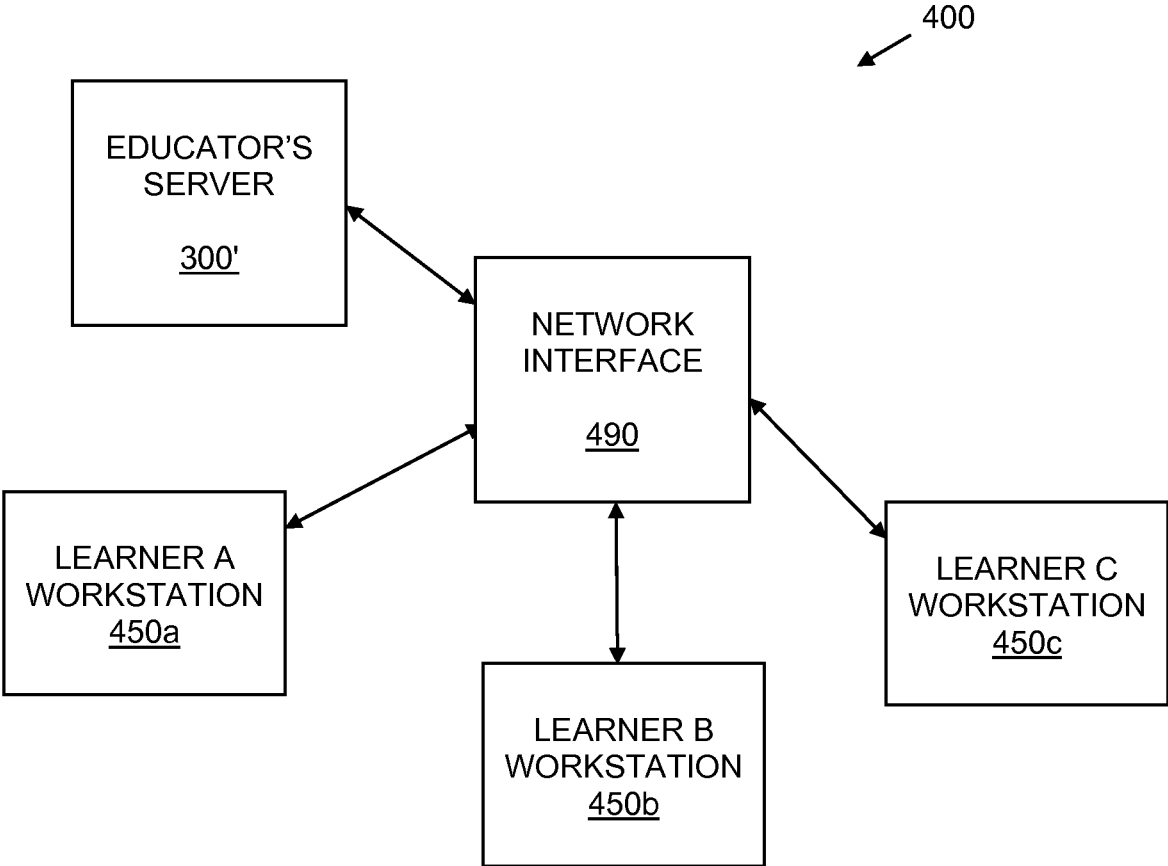 400
EDUCATOR’S
SERVER
300'
NETWORK
INTERFACE
490
LEARNER A
WORKSTATION
450a
LEARNER B
WORKSTATION
450b
LEARNER C
WORKSTATION
450c